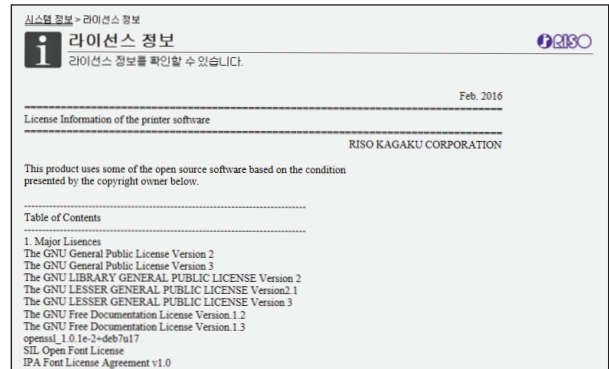 시스템 정보 > 라이선스 정보
라이선스 정보
RISO
라이선스 정보를 확인할 수 있습니다.
Feb. 2016
================================================================
License Information of the printer software
================================================================
RISO KAGAKU CORPORATION
This product uses some of the open source software based on the condition
presented by the copyright owner below.
----------------------------------------------------------------
Table of Contents
----------------------------------------------------------------
1. Major Lisences
The GNU General Public License Version 2
The GNU General Public License Version 3
The GNU LIBRARY GENERAL PUBLIC LICENSE Version 2
The GNU LESSER GENERAL PUBLIC LICENSE Version2.1
The GNU LESSER GENERAL PUBLIC LICENSE Version 3
The GNU Free Documentation License Version.1.2
The GNU Free Documentation License Version.1.3
openssl_1.0.1e-2+deb7u17
SIL Open Font License
IPA Font License Agreement v1.0